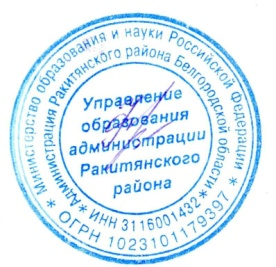 * Министерство образования и науки Российской Федерации
* Администрация Ракитянского района Белгородской области *
* ИНН 3116001432 *
* ОГРН 1023101179397 *
Управление
образования
администрации
Ракитянского
района